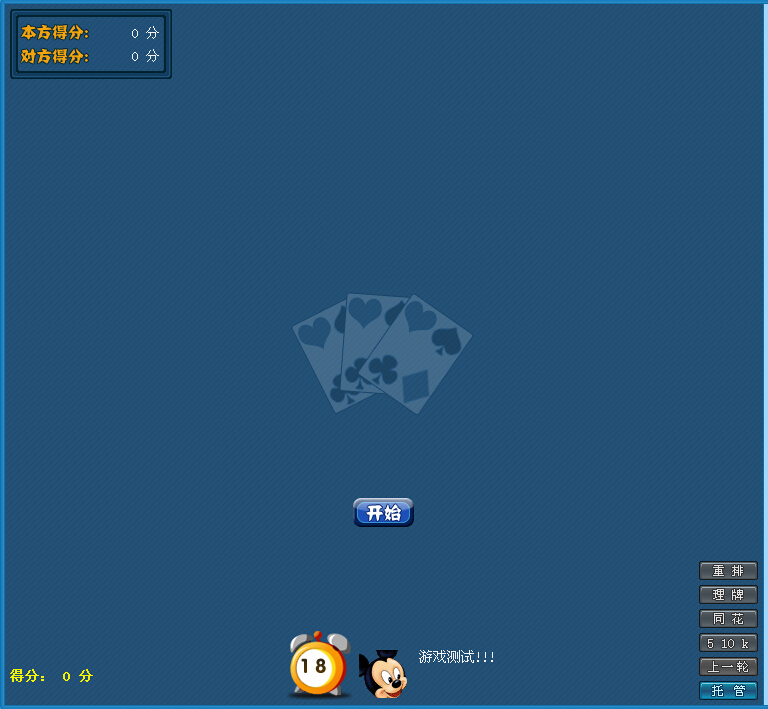 本方得分: 0 分
对方得分: 0 分
开始
重 排
理 牌
同 花
5 10 k
上一轮
托 管
18
游戏测试!!!
得分: 0 分